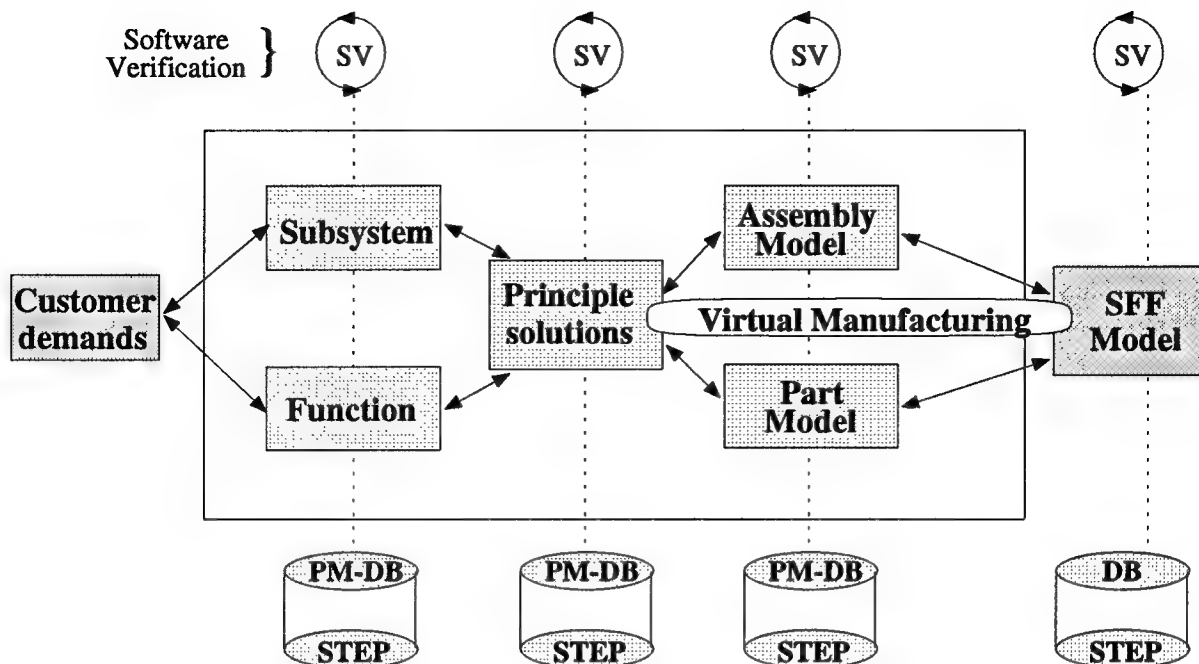 Software
Verification
SV
SV
SV
SV
Subsystem
Assembly
Model
Customer
demands
Principle
solutions
Virtual Manufacturing
SFF
Model
Function
Part
Model
PM-DB
PM-DB
PM-DB
DB
STEP
STEP
STEP
STEP